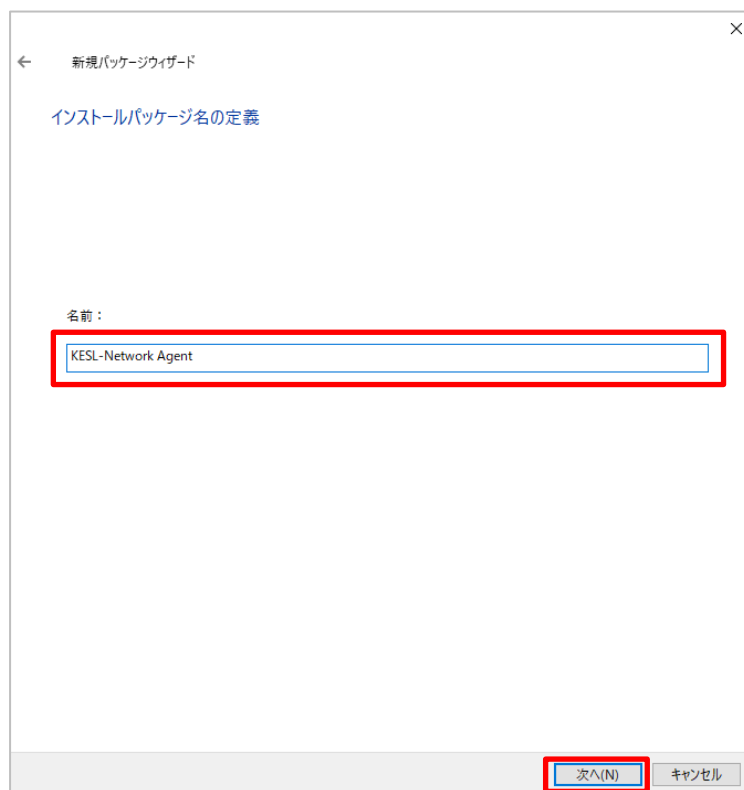 新規パッケージウィザード
インストールパッケージ名の定義
名前：
KESL-Network Agent
次へ(N)
キャンセル